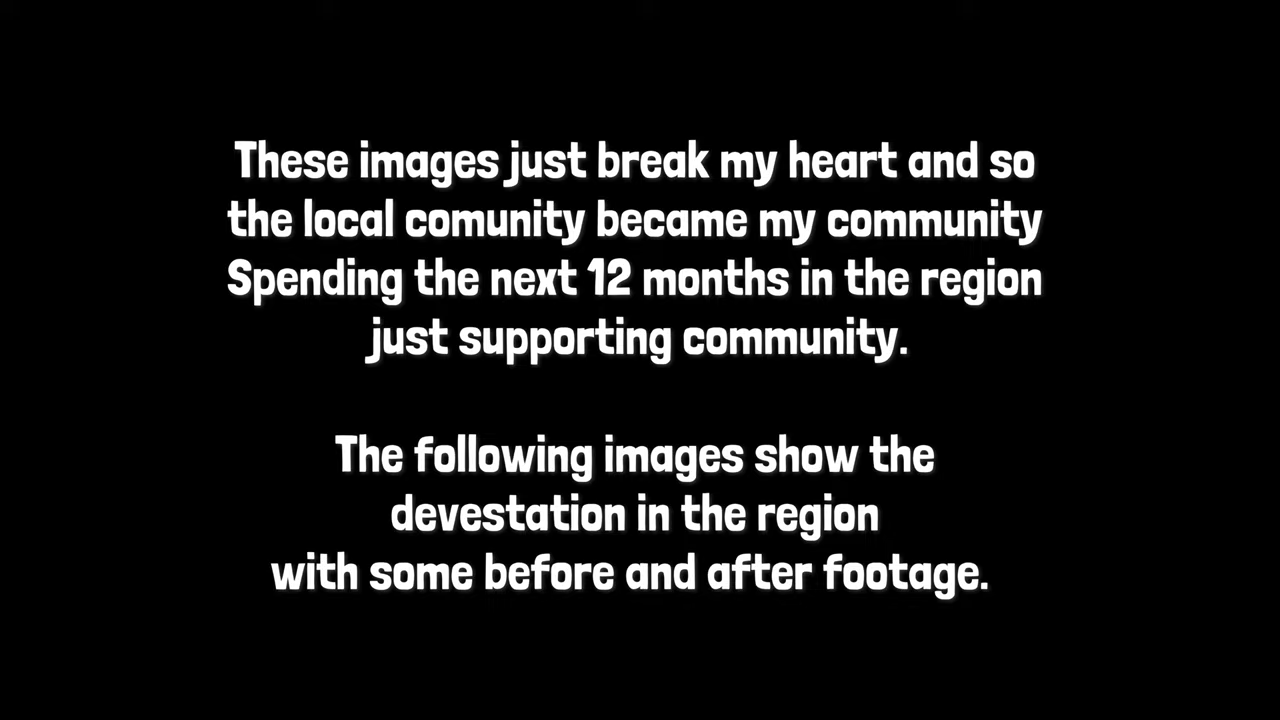 These images just break my heart and so
the local comunity became my community
Spending the next 12 months in the region
just supporting community.
The following images show the
devestation in the region
with some before and after footage.